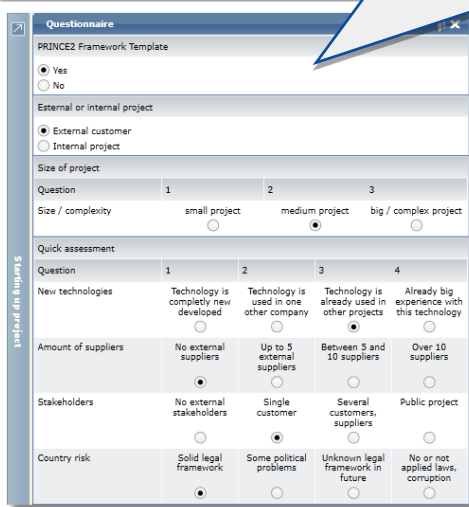 Questionnaire
PRINCE2 Framework Template
Yes
No
Esternal or internal project
External customer
Internal project
Size of project
Question 1 2 3
Size / complexity small project medium project big / complex project
Starting up project
Quick assessment
Question 1 2 3 4
New technologies Technology is Technology is Technology is Already big
completly new used in one already used in experience with
developed other company other projects this technology
Amount of suppliers No external Up to 5 Between 5 and Over 10
suppliers external 10 suppliers suppliers
suppliers
Stakeholders No external Single Several Public project
stakeholders customer customers,
suppliers
Country risk Solid legal Some political Unknown legal No or not
framework problems framework in applied laws,
future corruption